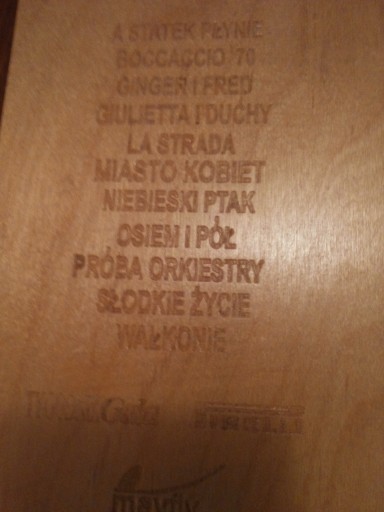 A STATEK PŁYNIE
BOCCACCIO '70
GINGER I FRED
GIULIETTA I DUCHY
LA STRADA
MIASTO KOBIET
NIEBIESKI PTAK
OSIEM I PÓŁ
PRÓBA ORKIESTRY
SŁODKIE ŻYCIE
WAŁKONIE
mayfly